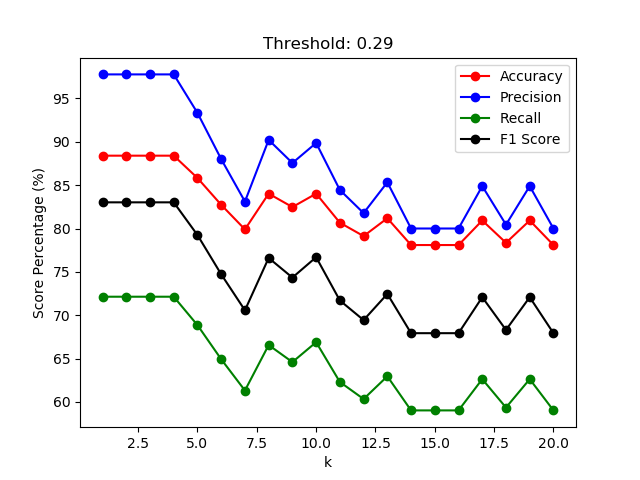 Threshold: 0.29
Accuracy
Precision
Recall
F1 Score
Score Percentage (%)
95
90
85
80
75
70
65
60
2.5 5.0 7.5 10.0 12.5 15.0 17.5 20.0
k